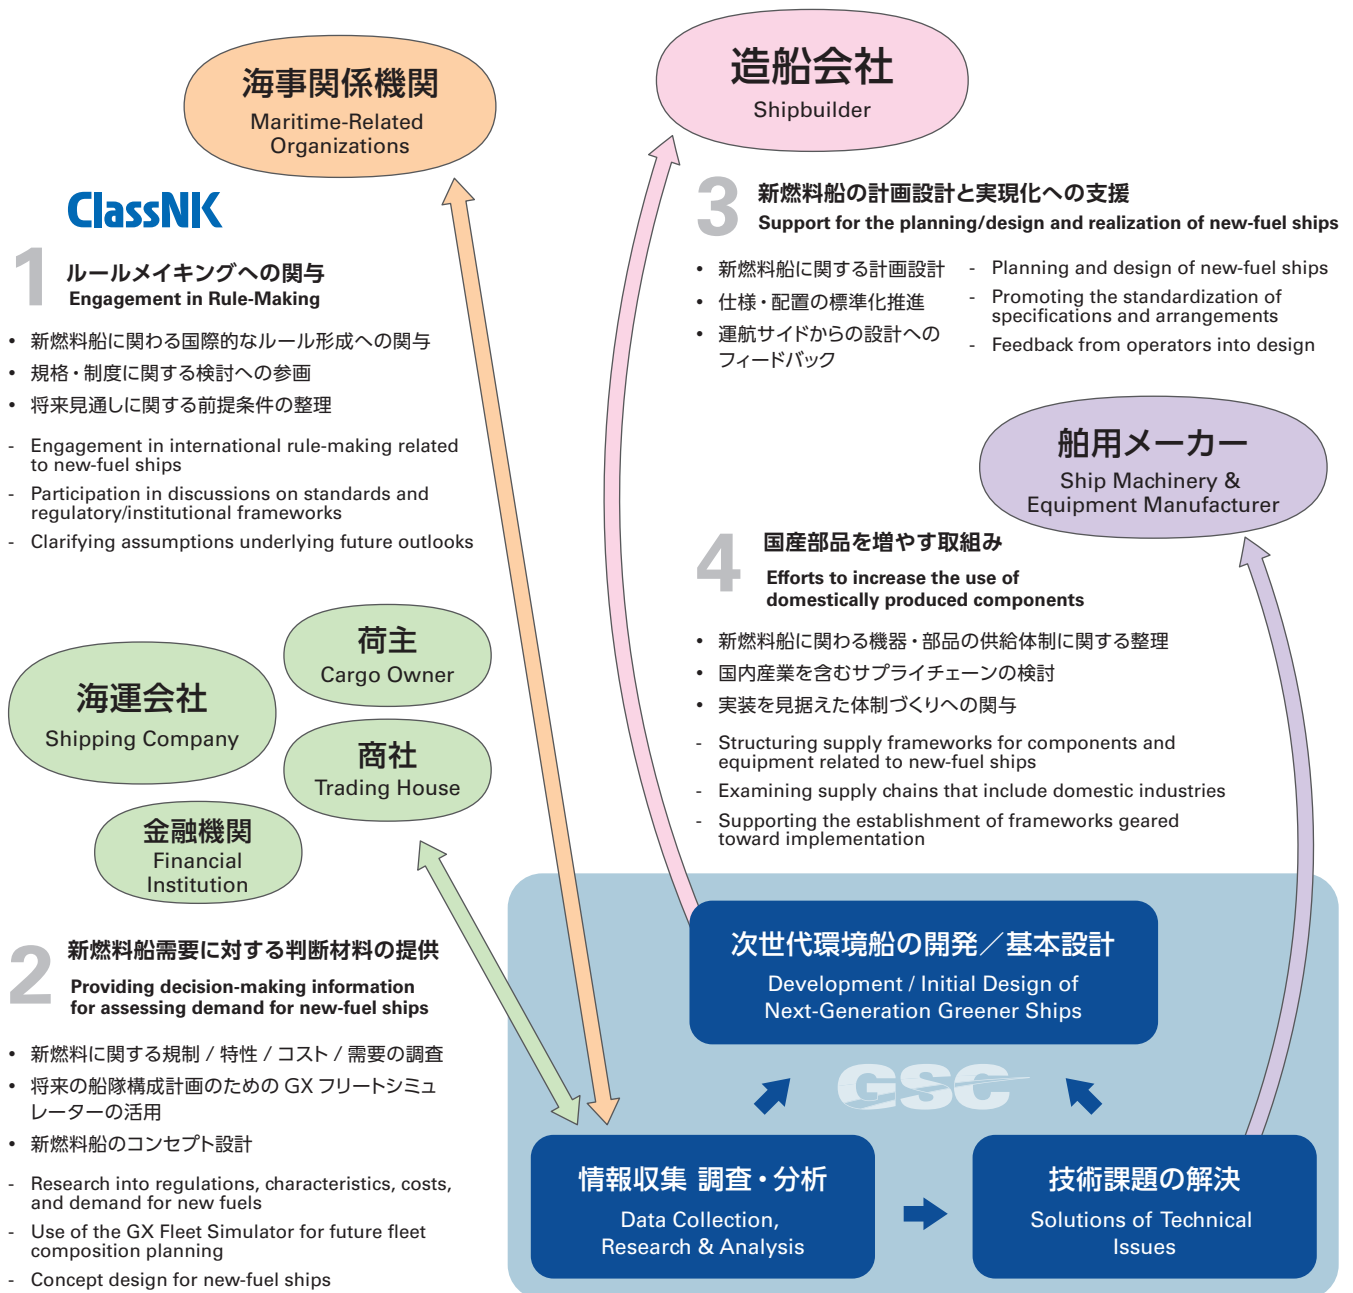 海事関係機関
Maritime-Related
Organizations
造船会社
Shipbuilder
ClassNK
1
ルールメイキングへの関与
Engagement in Rule-Making
• 新燃料船に関わる国際的なルール形成への関与
• 規格・制度に関する検討への参画
• 将来見通しに関する前提条件の整理
- Engagement in international rule-making related
to new-fuel ships
- Participation in discussions on standards and
regulatory/institutional frameworks
- Clarifying assumptions underlying future outlooks
3
新燃料船の計画設計と実現化への支援
Support for the planning/design and realization of new-fuel ships
• 新燃料船に関する計画設計
• 仕様・配置の標準化推進
• 運航サイドからの設計への
フィードバック
- Planning and design of new-fuel ships
- Promoting the standardization of
specifications and arrangements
- Feedback from operators into design
舶用メーカー
Ship Machinery &
Equipment Manufacturer
4
国産部品を増やす取組み
Efforts to increase the use of
domestically produced components
• 新燃料船に関わる機器・部品の供給体制に関する整理
• 国内産業を含むサプライチェーンの検討
• 実装を見据えた体制づくりへの関与
- Structuring supply frameworks for components and
equipment related to new-fuel ships
- Examining supply chains that include domestic industries
- Supporting the establishment of frameworks geared
toward implementation
荷主
Cargo Owner
海運会社
Shipping Company
商社
Trading House
金融機関
Financial
Institution
2
新燃料船需要に対する判断材料の提供
Providing decision-making information
for assessing demand for new-fuel ships
• 新燃料に関する規制 / 特性 / コスト / 需要の調査
• 将来の船隊構成計画のための GX フリートシミュ
レーターの活用
• 新燃料船のコンセプト設計
- Research into regulations, characteristics, costs,
and demand for new fuels
- Use of the GX Fleet Simulator for future fleet
composition planning
- Concept design for new-fuel ships
次世代環境船の開発／基本設計
Development / Initial Design of
Next-Generation Greener Ships
GSC
情報収集 調査・分析
Data Collection,
Research & Analysis
技術課題の解決
Solutions of Technical
Issues